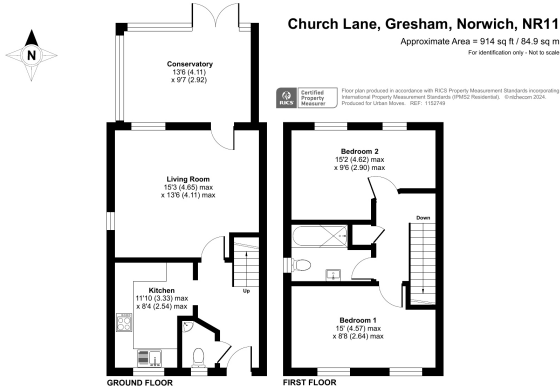 Church Lane, Gresham, Norwich, NR11
Approximate Area = 914 sq ft / 84.9 sq m
For identification only - Not to scale
N
RICS
Certified
Property
Measurer
Floor plan produced in accordance with RICS Property Measurement Standards incorporating
International Property Measurement Standards (IPMS2 Residential). ©nichecom 2024.
Produced for Urban Moves. REF: 1152749
Conservatory
13'6 (4.11)
x 9'7 (2.92)
Living Room
15'3 (4.65) max
x 13'6 (4.11) max
Kitchen
11'10 (3.33) max
x 8'4 (2.54) max
Up
GROUND FLOOR
Bedroom 2
15'2 (4.62) max
x 9'6 (2.90) max
Down
Bedroom 1
15' (4.57) max
x 8'8 (2.64) max
FIRST FLOOR